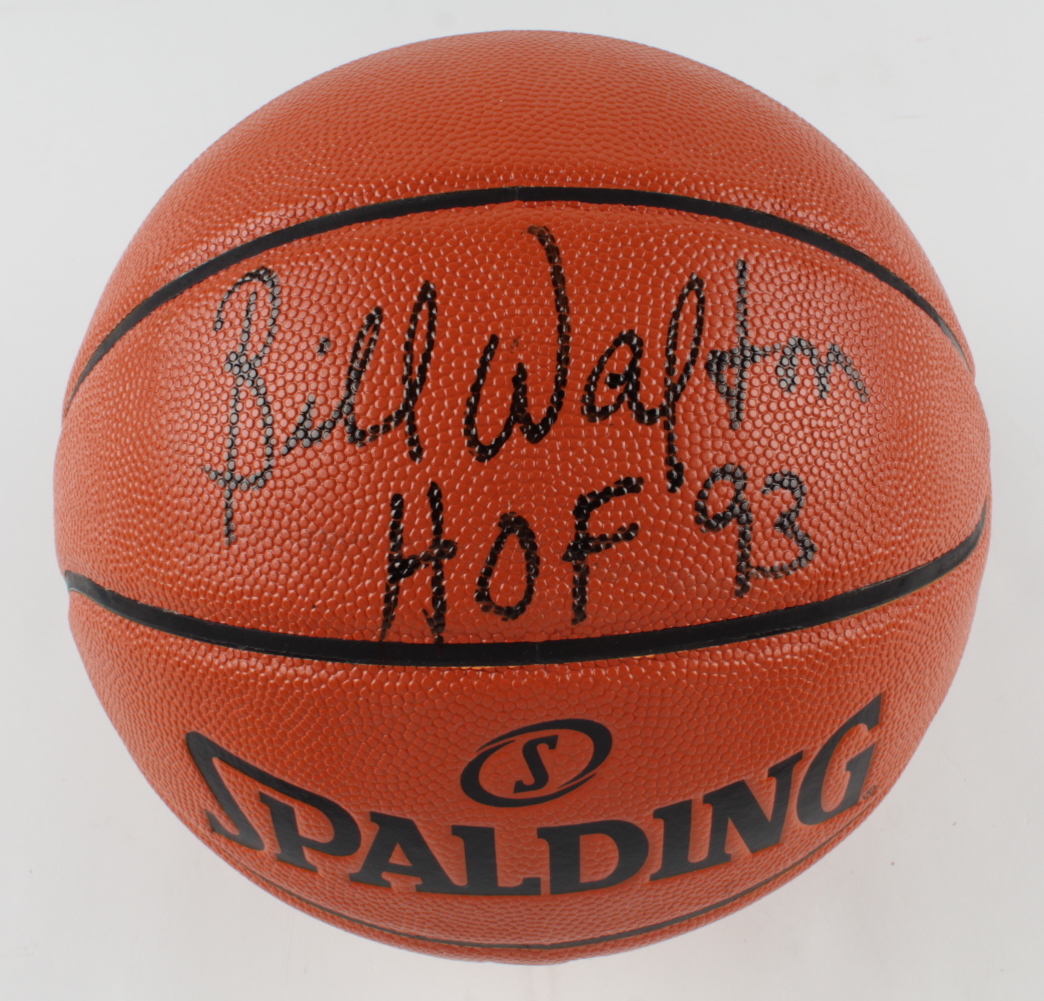 Bill Walton
HOF 93
S
SPALDING